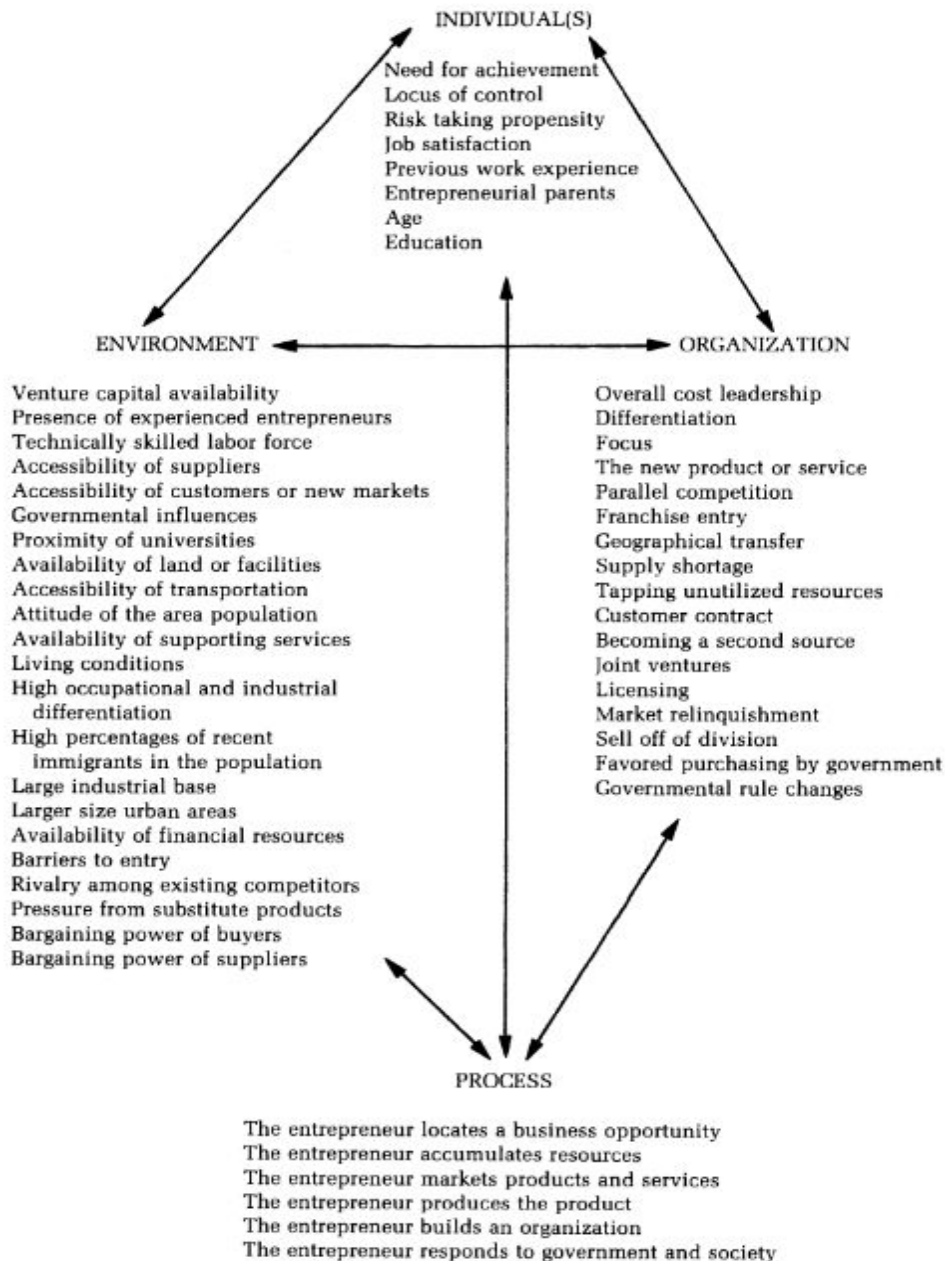 INDIVIDUAL(S)
Need for achievement
Locus of control
Risk taking propensity
Job satisfaction
Previous work experience
Entrepreneurial parents
Age
Education
ENVIRONMENT
Venture capital availability
Presence of experienced entrepreneurs
Technically skilled labor force
Accessibility of suppliers
Accessibility of customers or new markets
Governmental influences
Proximity of universities
Availability of land or facilities
Accessibility of transportation
Attitude of the area population
Availability of supporting services
Living conditions
High occupational and industrial
differentiation
High percentages of recent
immigrants in the population
Large industrial base
Larger size urban areas
Availability of financial resources
Barriers to entry
Rivalry among existing competitors
Pressure from substitute products
Bargaining power of buyers
Bargaining power of suppliers
ORGANIZATION
Overall cost leadership
Differentiation
Focus
The new product or service
Parallel competition
Franchise entry
Geographical transfer
Supply shortage
Tapping unutilized resources
Customer contract
Becoming a second source
Joint ventures
Licensing
Market relinquishment
Sell off of division
Favored purchasing by government
Governmental rule changes
PROCESS
The entrepreneur locates a business opportunity
The entrepreneur accumulates resources
The entrepreneur markets products and services
The entrepreneur produces the product
The entrepreneur builds an organization
The entrepreneur responds to government and society